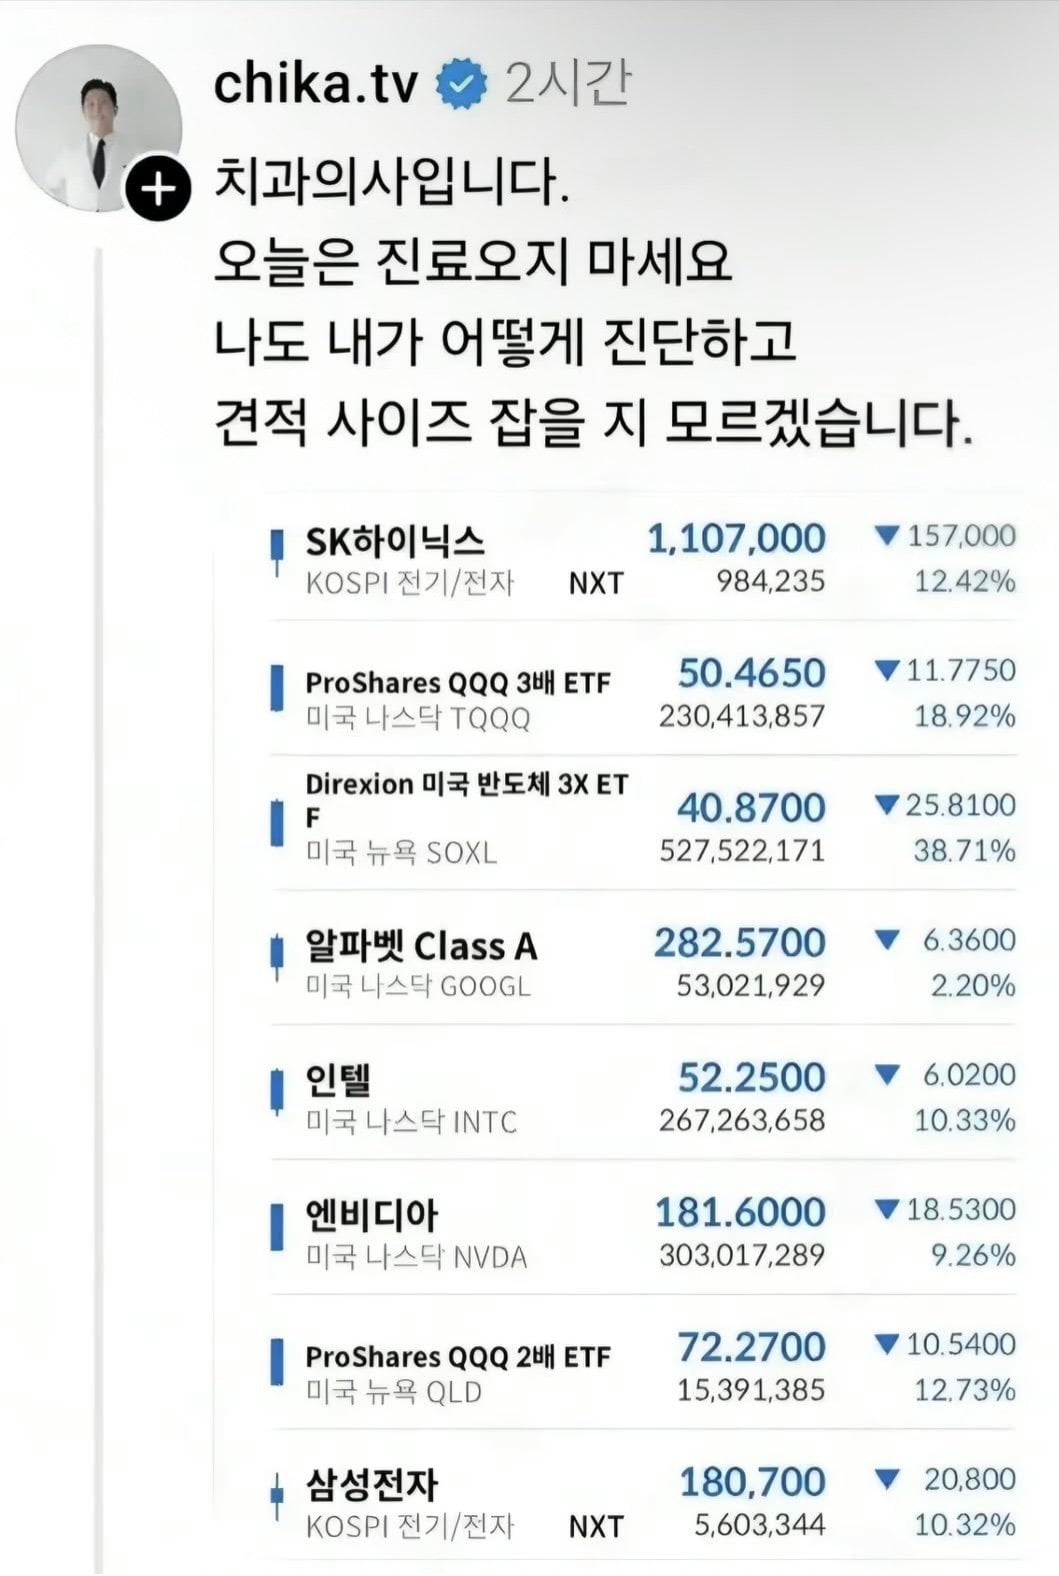 chika.tv 2시간
치과의사입니다.
오늘은 진료오지 마세요
나도 내가 어떻게 진단하고
견적 사이즈 잡을 지 모르겠습니다.
SK하이닉스 1,107,000 ▼157,000
KOSPI 전기/전자 NXT 984,235 12.42%
ProShares QQQ 3배 ETF 50.4650 ▼11.7750
미국 나스닥 TQQQ 230,413,857 18.92%
Direxion 미국 반도체 3X ET
F 40.8700 ▼25.8100
미국 뉴욕 SOXL 527,522,171 38.71%
알파벳 Class A 282.5700 ▼ 6.3600
미국 나스닥 GOOGL 53,021,929 2.20%
인텔 52.2500 ▼ 6.0200
미국 나스닥 INTC 267,263,658 10.33%
엔비디아 181.6000 ▼18.5300
미국 나스닥 NVDA 303,017,289 9.26%
ProShares QQQ 2배 ETF 72.2700 ▼10.5400
미국 뉴욕 QLD 15,391,385 12.73%
삼성전자 180,700 ▼ 20,800
KOSPI 전기/전자 NXT 5,603,344 10.32%